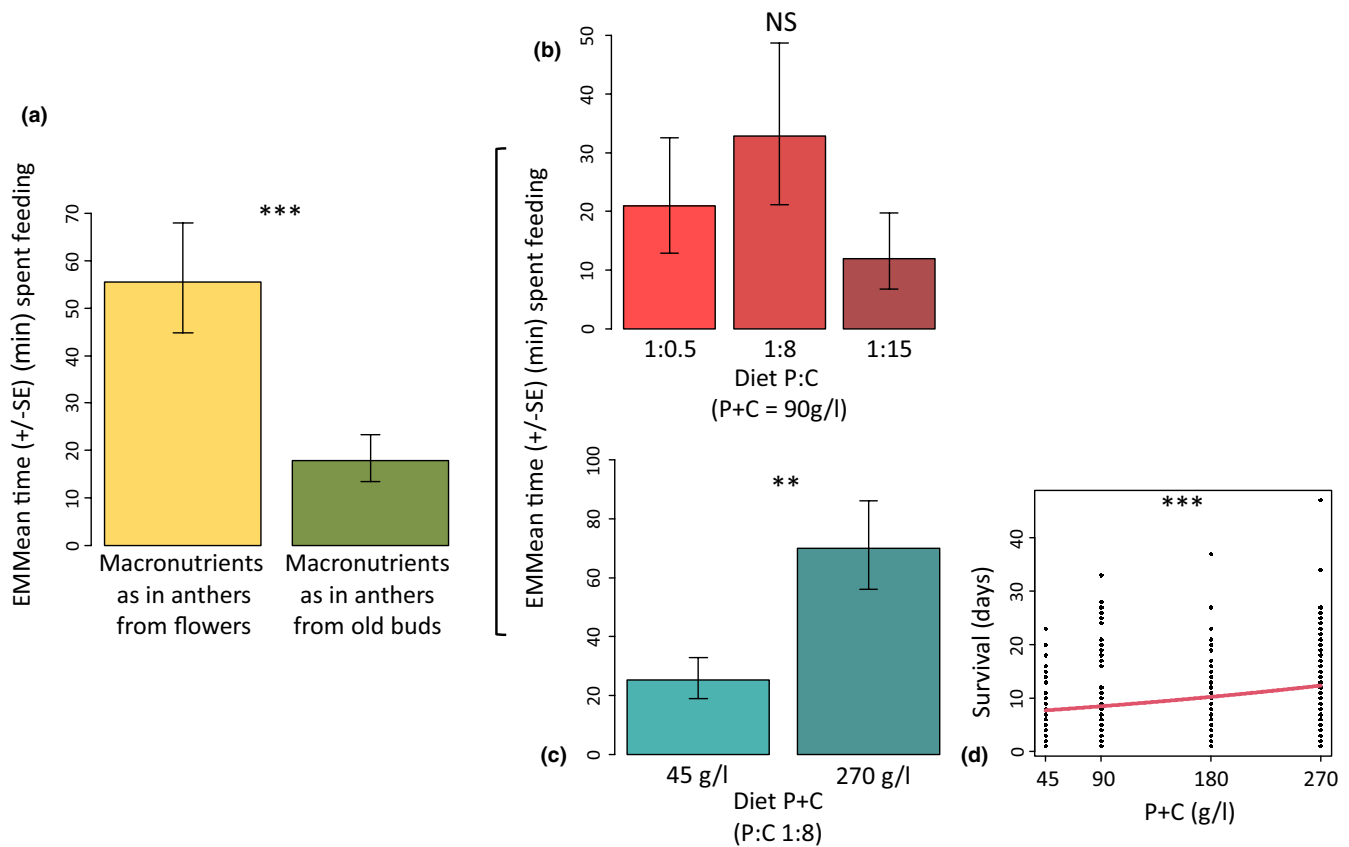 (a)
EMMean time (+/-SE) (min) spent feeding
70
60
50
40
30
20
10
0
***
Macronutrients
as in anthers
from flowers
Macronutrients
as in anthers
from old buds
EMMean time (+/-SE) (min) spent feeding
(b)
NS
50
40
30
20
10
0
1:0.5
1:8
1:15
Diet P:C
(P+C = 90g/l)
(c)
100
80
60
40
20
0
**
45 g/l
270 g/l
Diet P+C
(P:C 1:8)
(d)
Survival (days)
40
30
20
10
0
***
45
90
180
270
P+C (g/l)